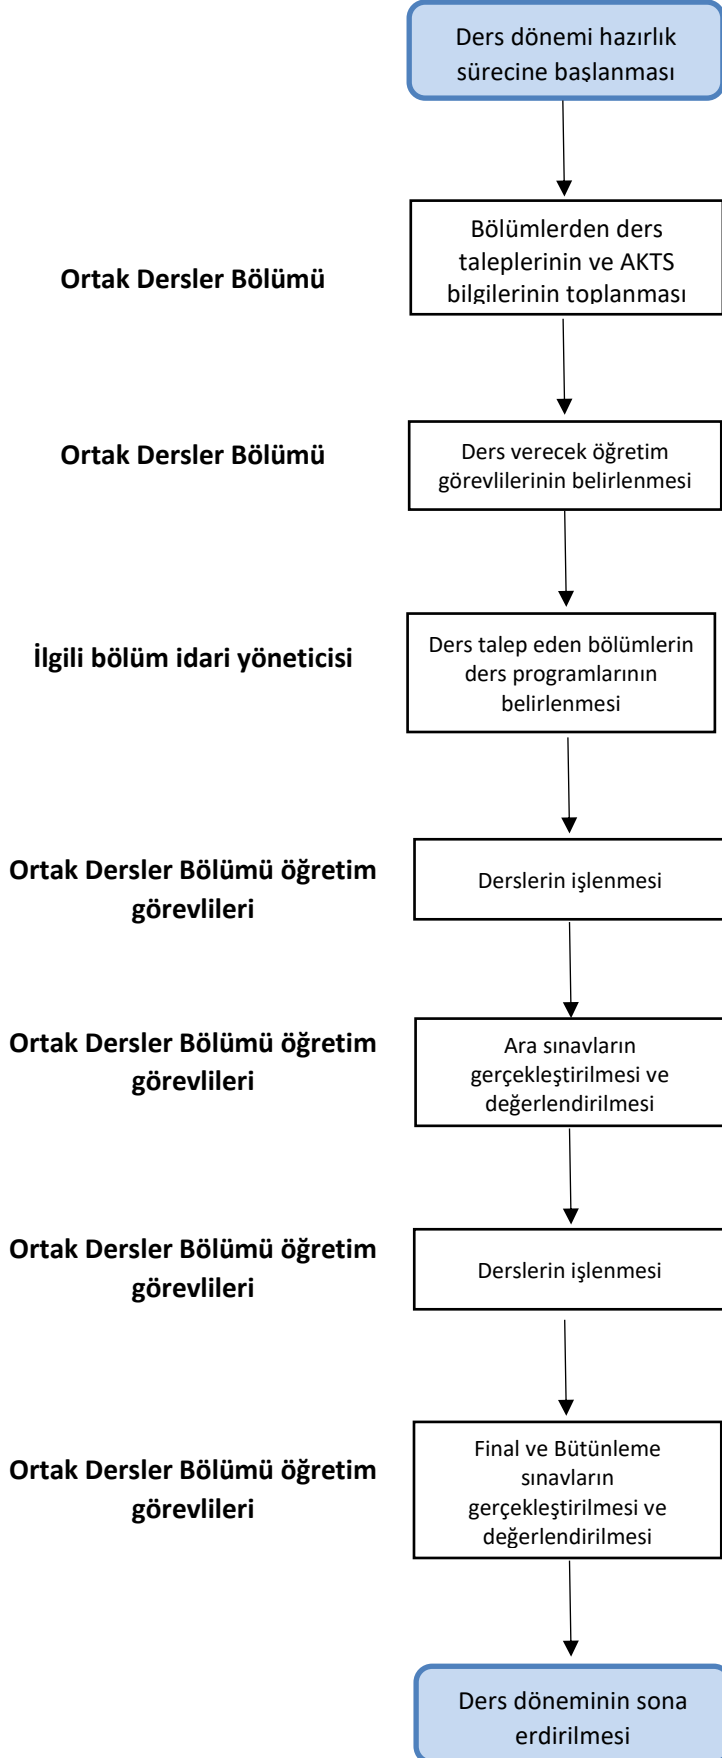 Ders dönemi hazırlık
sürecine başlanması
Ortak Dersler Bölümü
Bölümlerden ders
taleplerinin ve AKTS
bilgilerinin toplanması
Ortak Dersler Bölümü
Ders verecek öğretim
görevlilerinin belirlenmesi
İlgili bölüm idari yöneticisi
Ders talep eden bölümlerin
ders programlarının
belirlenmesi
Ortak Dersler Bölümü öğretim
görevlileri
Derslerin işlenmesi
Ortak Dersler Bölümü öğretim
görevlileri
Ara sınavların
gerçekleştirilmesi ve
değerlendirilmesi
Ortak Dersler Bölümü öğretim
görevlileri
Derslerin işlenmesi
Ortak Dersler Bölümü öğretim
görevlileri
Final ve Bütünleme
sınavların
gerçekleştirilmesi ve
değerlendirilmesi
Ders döneminin sona
erdirilmesi